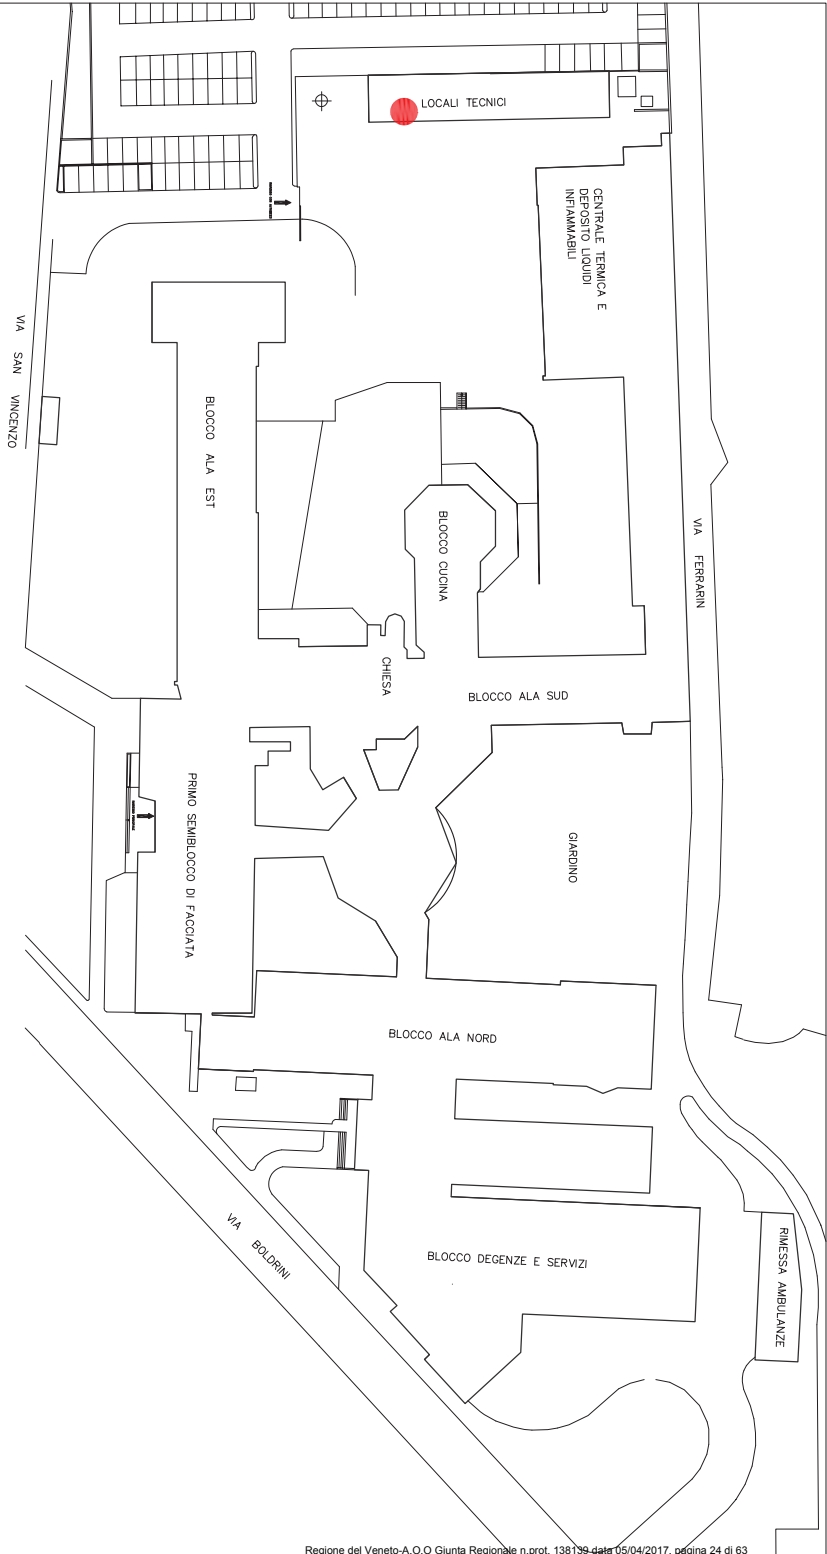 LOCALI TECNICI
CENTRALE TERMICA E
DEPOSITO LIQUIDI
INFIAMMABILI
VIA SAN VINCENZO
BLOCCO ALA EST
BLOCCO CUCINA
VIA FERRARIN
CHIESA
BLOCCO ALA SUD
PRIMO SEMIBLOCCO DI FACCIATA
GIARDINO
BLOCCO ALA NORD
VIA BOLDRINI
BLOCCO DEGENZE E SERVIZI
RIMESSA AMBULANZE
Regione del Veneto-A.O.O Giunta Regionale n.prot. 138139 data 05/04/2017, pagina 24 di 63